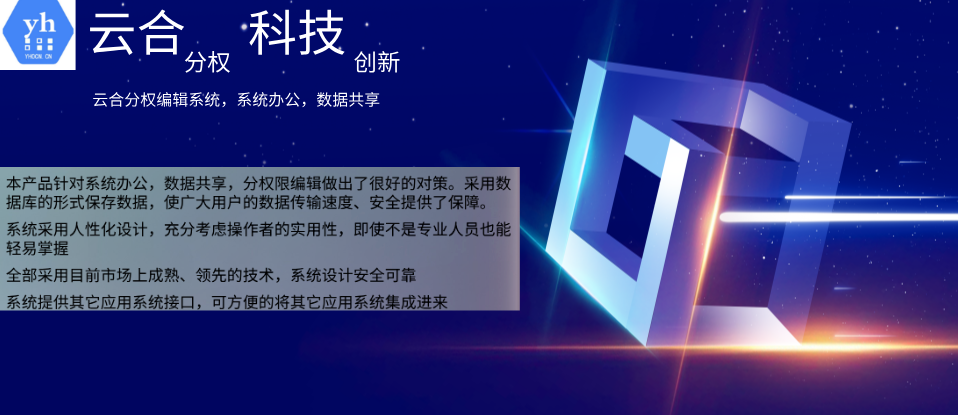 yh
YHDCN CN
云合分权 科技创新
云合分权编辑系统，系统办公，数据共享
本产品针对系统办公，数据共享，分权限编辑做出了很好的对策。采用数
据库的形式保存数据，使广大用户的数据传输速度、安全提供了保障。
系统采用人性化设计，充分考虑操作者的实用性，即使不是专业人员也能
轻易掌握
全部采用目前市场上成熟、领先的技术，系统设计安全可靠
系统提供其它应用系统接口，可方便的将其它应用系统集成进来